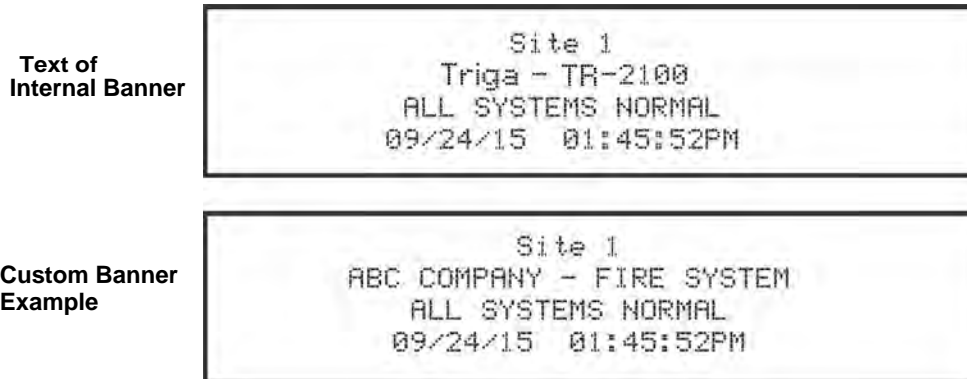 Text of
Internal Banner
Site 1
Triga - TR-2100
ALL SYSTEMS NORMAL
09/24/15 01:45:52PM
Custom Banner
Example
Site 1
ABC COMPANY - FIRE SYSTEM
ALL SYSTEMS NORMAL
09/24/15 01:45:52PM